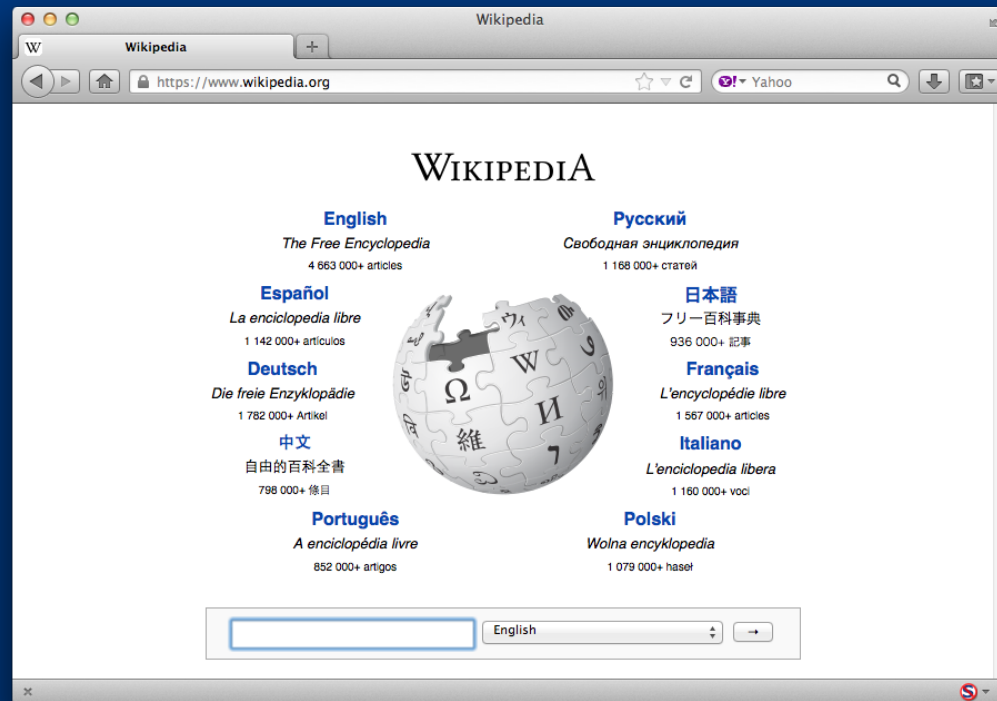 Wikipedia
W Wikipedia +
https://www.wikipedia.org Y! Yahoo
WIKIPEDIA
English
The Free Encyclopedia
4 663 000+ articles
Русский
Свободная энциклопедия
1 168 000+ статей
Español
La enciclopedia libre
1 142 000+ artículos
日本語
フリー百科事典
936 000+ 記事
Deutsch
Die freie Enzyklopädie
1 782 000+ Artikel
Français
L'encyclopédie libre
1 567 000+ articles
中文
自由的百科全書
798 000+ 條目
Italiano
L'enciclopedia libera
1 160 000+ voci
Português
A enciclopédia livre
852 000+ artigos
Polski
Wolna encyklopedia
1 079 000+ haseł
ウィ
W
Ω
И
維
7
English →
S